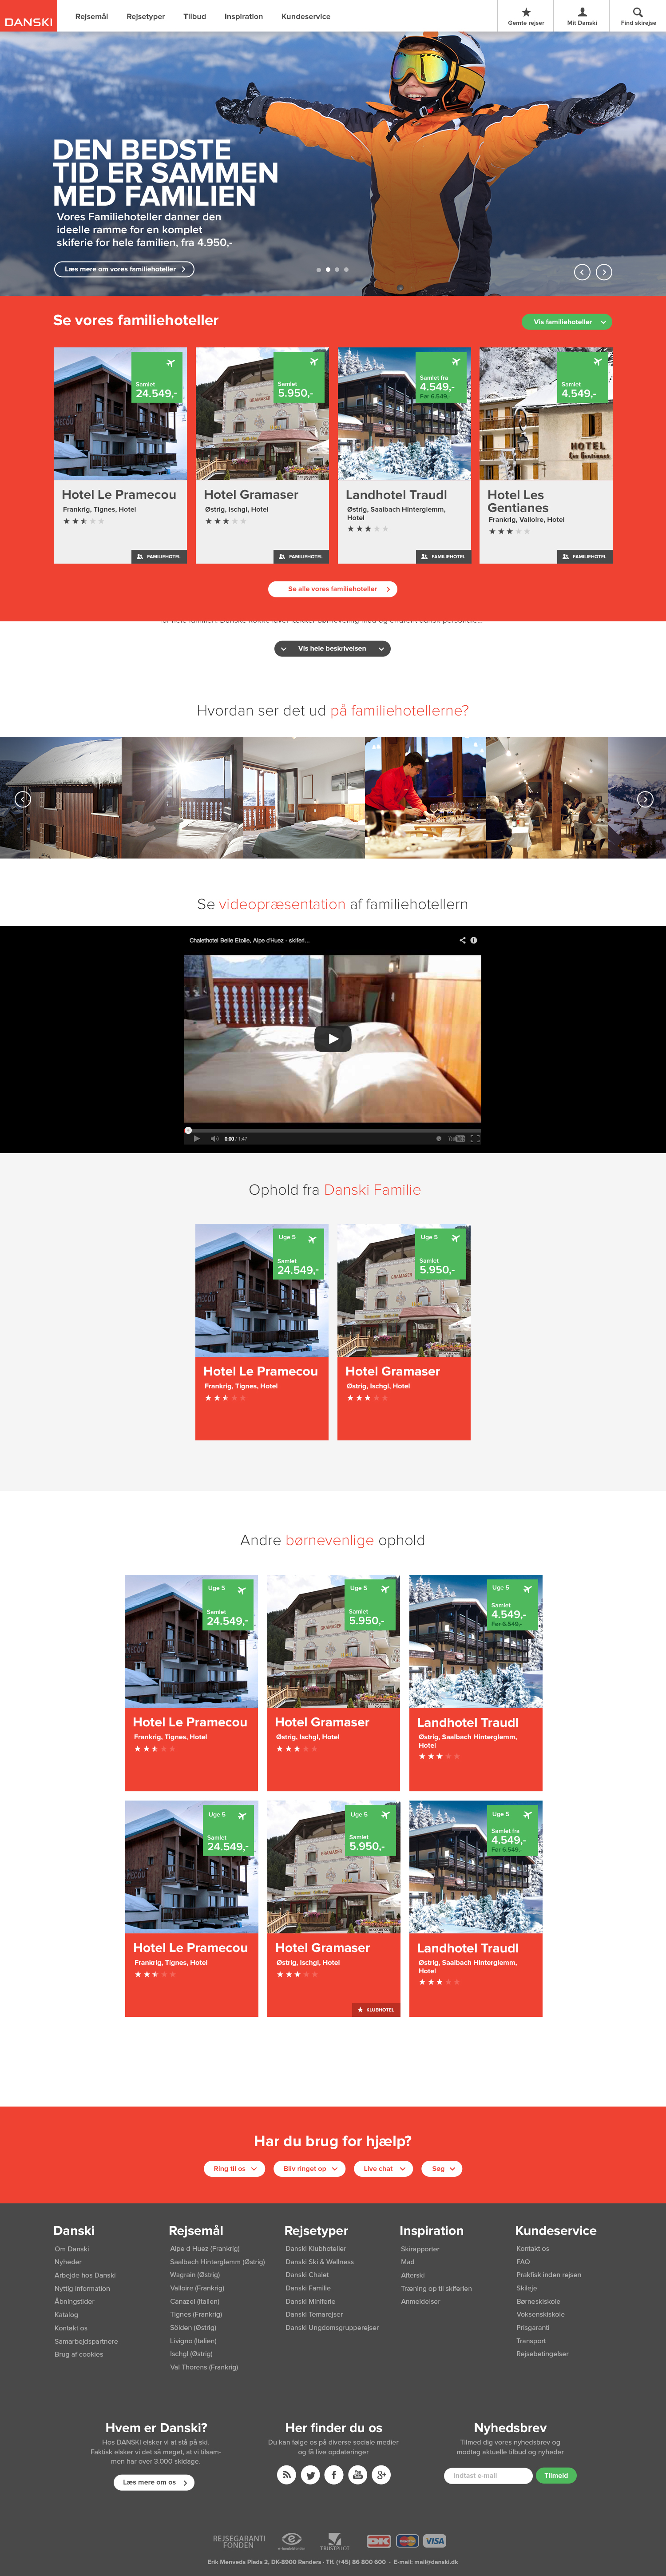 DANSKI
Rejsemål
Rejsetyper
Tilbud
Inspiration
Kundeservice
Gemte rejser
Mit Danski
Find skirejse
DEN BEDSTE
TID ER SAMMEN
MED FAMILIEN
Vores Familiehoteller danner den
ideelle ramme for en komplet
skiferie for hele familien, fra 4.950,-
Læs mere om vores familiehoteller
Se vores familiehoteller
Vis familiehoteller
Samlet
24.549,-
Hotel Le Pramecou
Frankrig, Tignes, Hotel
FAMILIEHOTEL
Samlet
5.950,-
GRAMASER
Hotel Gramaser
Østrig, Ischgl, Hotel
FAMILIEHOTEL
Samlet fra
4.549,-
Før 6.549,-
Landhotel Traudl
Østrig, Saalbach Hinterglemm,
Hotel
FAMILIEHOTEL
Samlet
4.549,-
HOTEL
Les Gentianes
Hotel Les
Gentianes
Frankrig, Valloire, Hotel
FAMILIEHOTEL
Se alle vores familiehoteller
Vis hele beskrivelsen
Hvordan ser det ud på familiehotellerne?
Se videopræsentation af familiehotellern
Chalethotel Belle Etoile, Alpe d'Huez - skiferi...
0:00 / 1:47
YouTube
Ophold fra Danski Familie
Uge 5
Samlet
24.549,-
MECOU
Hotel Le Pramecou
Frankrig, Tignes, Hotel
Uge 5
Samlet
5.950,-
GRAMASER
Hotel Gramaser
Østrig, Ischgl, Hotel
Andre børnevenlige ophold
Uge 5
Samlet
24.549,-
MECOU
Hotel Le Pramecou
Frankrig, Tignes, Hotel
Uge 5
Samlet
5.950,-
GRAMASER
Hotel Gramaser
Østrig, Ischgl, Hotel
Uge 5
Samlet
4.549,-
Før 6.549,-
Landhotel Traudl
Østrig, Saalbach Hinterglemm,
Hotel
Uge 5
Samlet
24.549,-
MECOU
Hotel Le Pramecou
Frankrig, Tignes, Hotel
Uge 5
Samlet
5.950,-
GRAMASER
Hotel Gramaser
Østrig, Ischgl, Hotel
KLUBHOTEL
Uge 5
Samlet fra
4.549,-
Før 6.549,-
Landhotel Traudl
Østrig, Saalbach Hinterglemm,
Hotel
Har du brug for hjælp?
Ring til os
Bliv ringet op
Live chat
Søg
Danski
Om Danski
Nyheder
Arbejde hos Danski
Nyttig information
Åbningstider
Katalog
Kontakt os
Samarbejdspartnere
Brug af cookies
Rejsemål
Alpe d Huez (Frankrig)
Saalbach Hinterglemm (Østrig)
Wagrain (Østrig)
Valloire (Frankrig)
Canazei (Italien)
Tignes (Frankrig)
Sölden (Østrig)
Livigno (Italien)
Ischgl (Østrig)
Val Thorens (Frankrig)
Rejsetyper
Danski Klubhoteller
Danski Ski & Wellness
Danski Chalet
Danski Familie
Danski Miniferie
Danski Temarejser
Danski Ungdomsgrupperejser
Inspiration
Skirapporter
Mad
Afterski
Træning op til skiferien
Anmeldelser
Kundeservice
Kontakt os
FAQ
Praktisk inden rejsen
Skileje
Børneskiskole
Voksenskiskole
Prisgaranti
Transport
Rejsebetingelser
Hvem er Danski?
Hos DANSKI elsker vi at stå på ski.
Faktisk elsker vi det så meget, at vi tilsam-
men har over 3.000 skidage.
Læs mere om os
Her finder du os
Du kan følge os på diverse sociale medier
og få live opdateringer
Nyhedsbrev
Tilmed dig vores nyhedsbrev og
modtag aktuelle tilbud og nyheder
Indtast e-mail
Tilmeld
REJSEGARANTI
FONDEN
TRUSTPILOT
DK
MasterCard
VISA
Erik Menveds Plads 2, DK-8900 Randers · Tlf. (+45) 86 800 600 · E-mail: mail@danski.dk